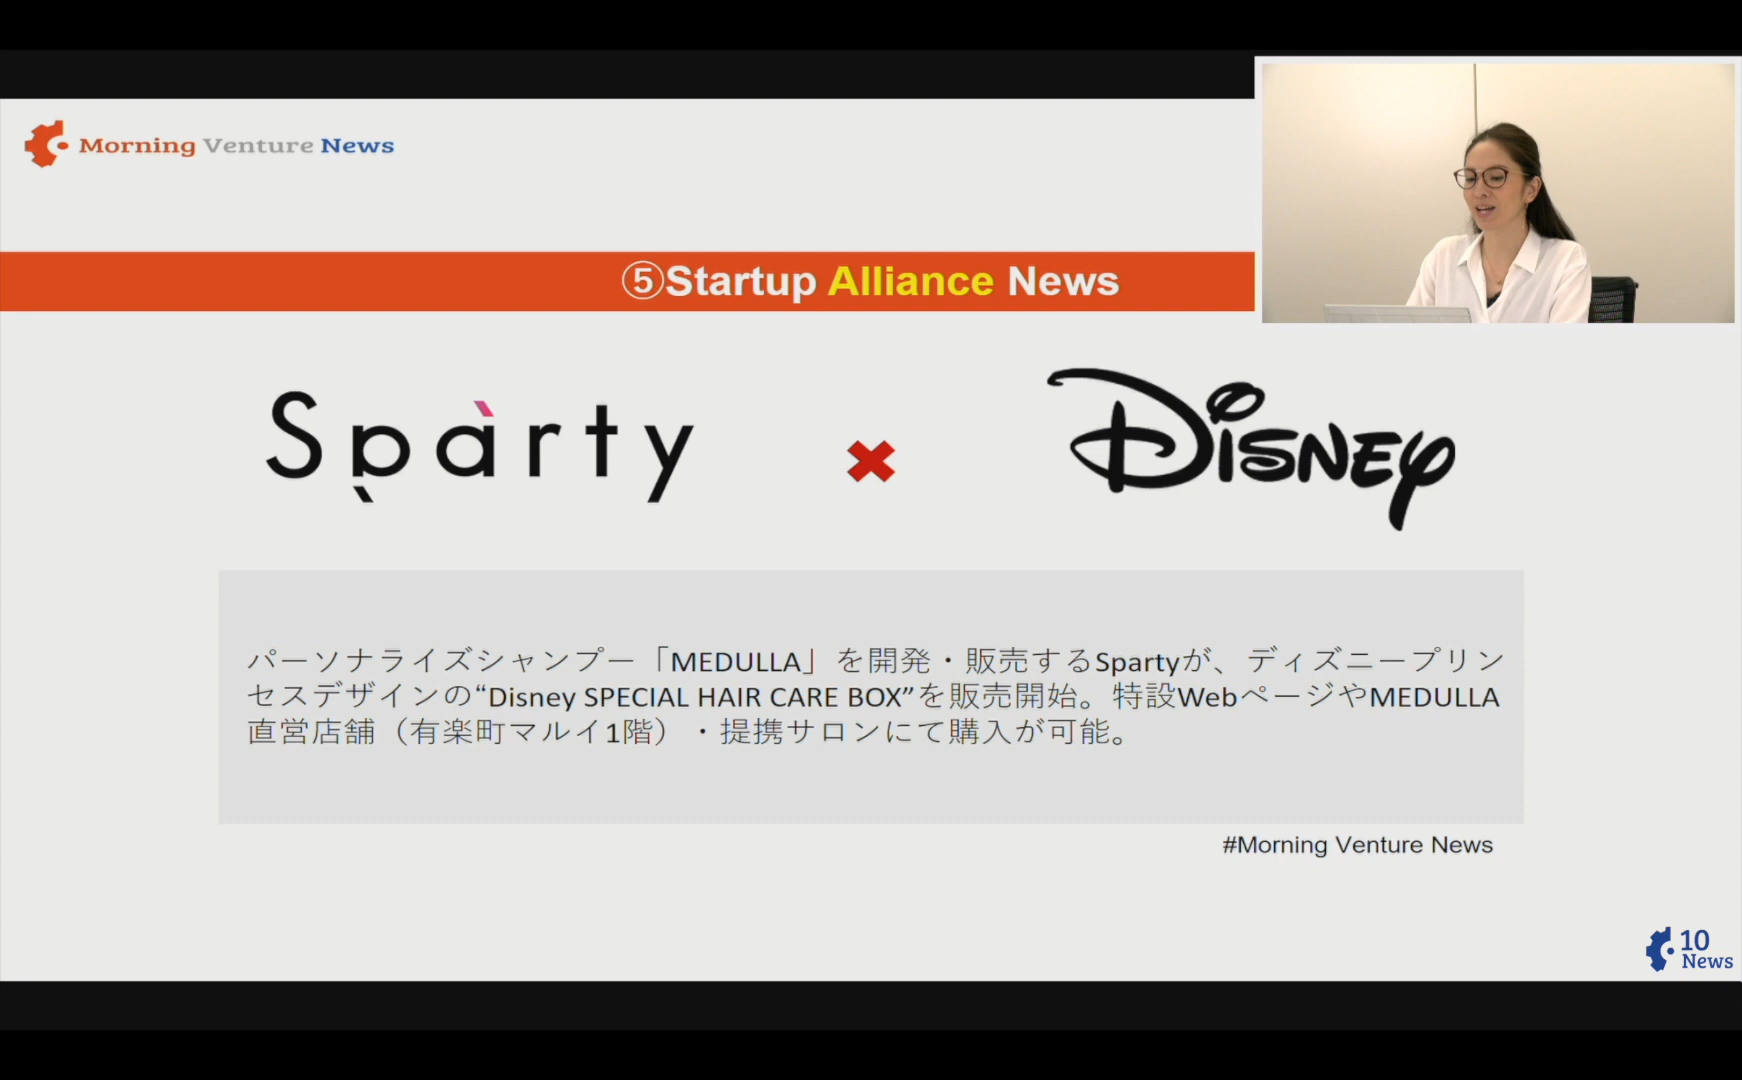 Morning Venture News
⑤Startup Alliance News
Sparty
Disney
パーソナライズシャンプー「MEDULLA」を開発・販売するSpartyが、ディズニープリン
セスデザインの“Disney SPECIAL HAIR CARE BOX”を販売開始。特設WebページやMEDULLA
直営店舗（有楽町マルイ1階）・提携サロンにて購入が可能。
#Morning Venture News
10
News